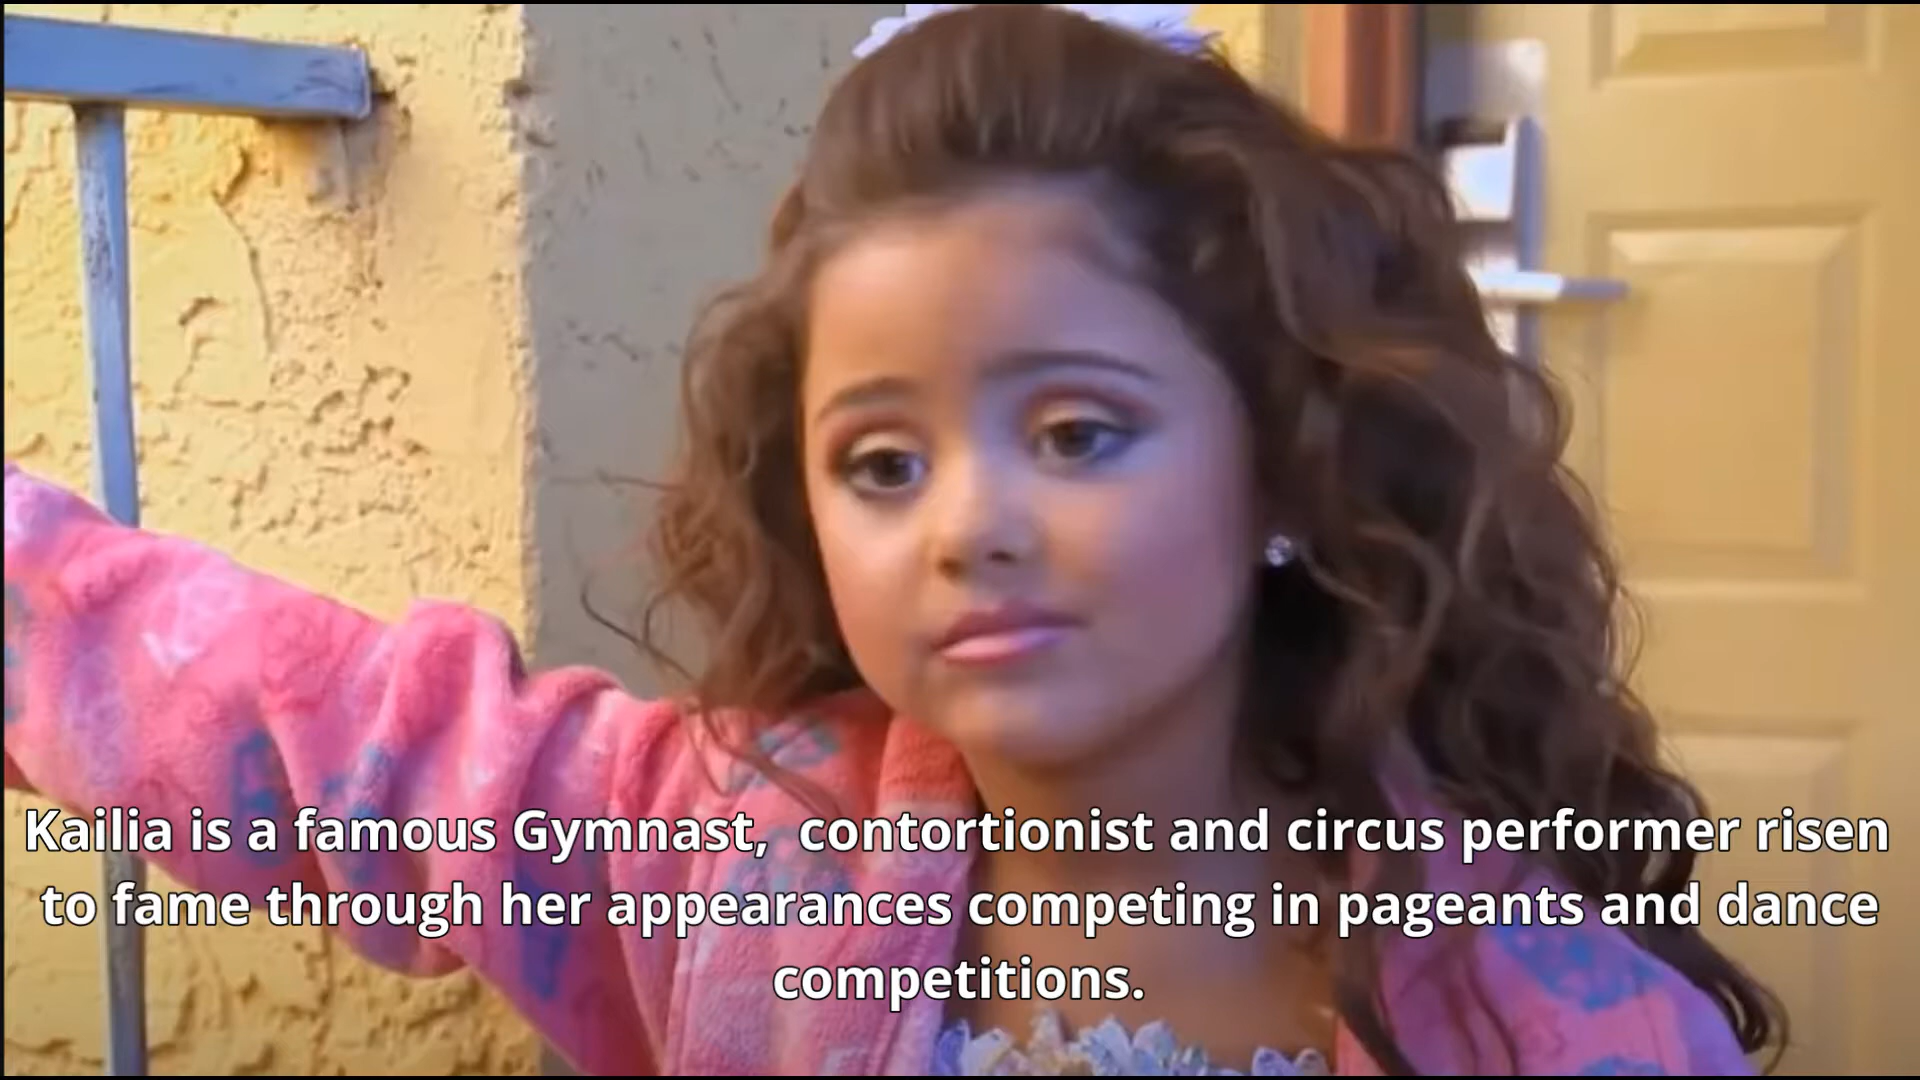 Kailia is a famous Gymnast,  contortionist and circus performer risen
to fame through her appearances competing in pageants and dance
competitions.